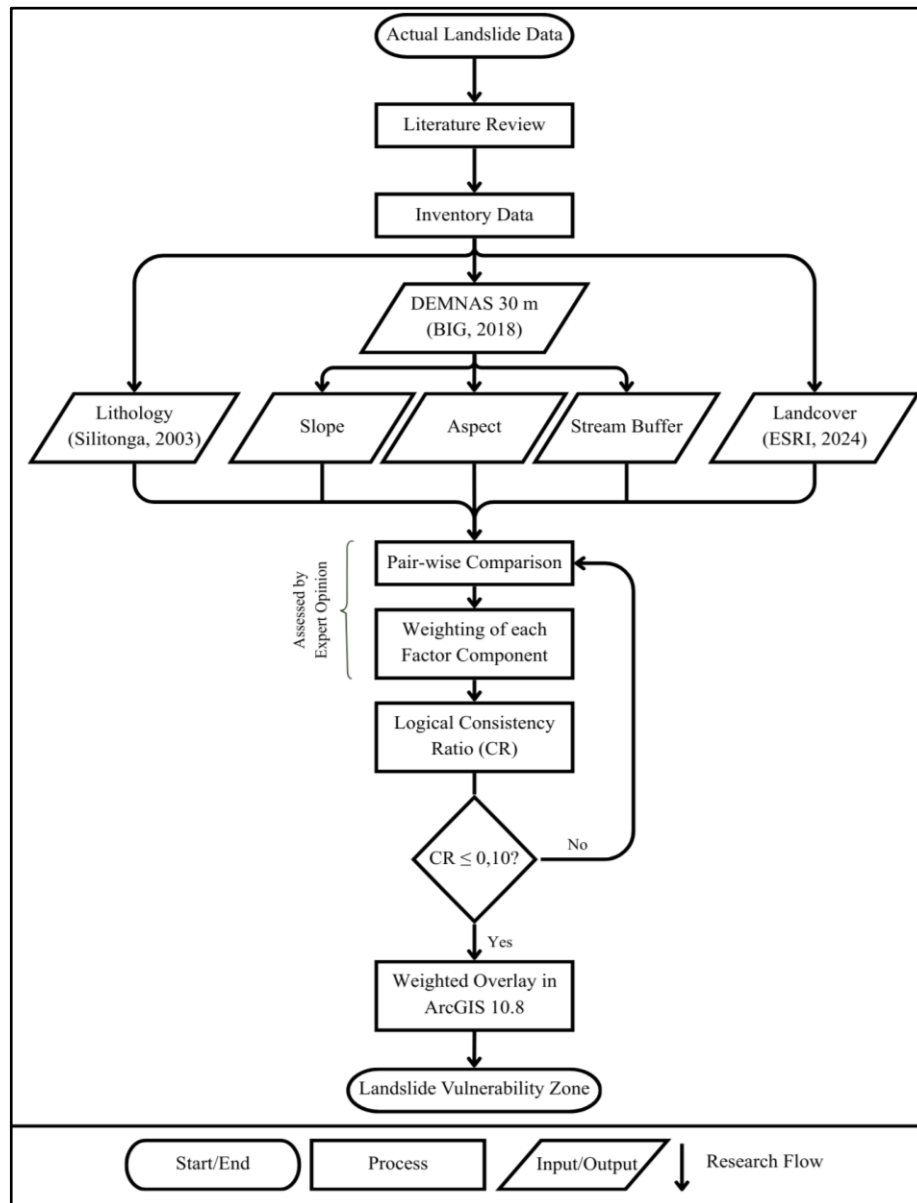 Actual Landslide Data
Literature Review
Inventory Data
DEMNAS 30 m
(BIG, 2018)
Lithology
(Silitonga, 2003)
Slope
Aspect
Stream Buffer
Landcover
(ESRI, 2024)
Assessed by
Expert Opinion
Pair-wise Comparison
Weighting of each
Factor Component
Logical Consistency
Ratio (CR)
CR ≤ 0,10?
No
Yes
Weighted Overlay in
ArcGIS 10.8
Landslide Vulnerability Zone
Start/End
Process
Input/Output
Research Flow